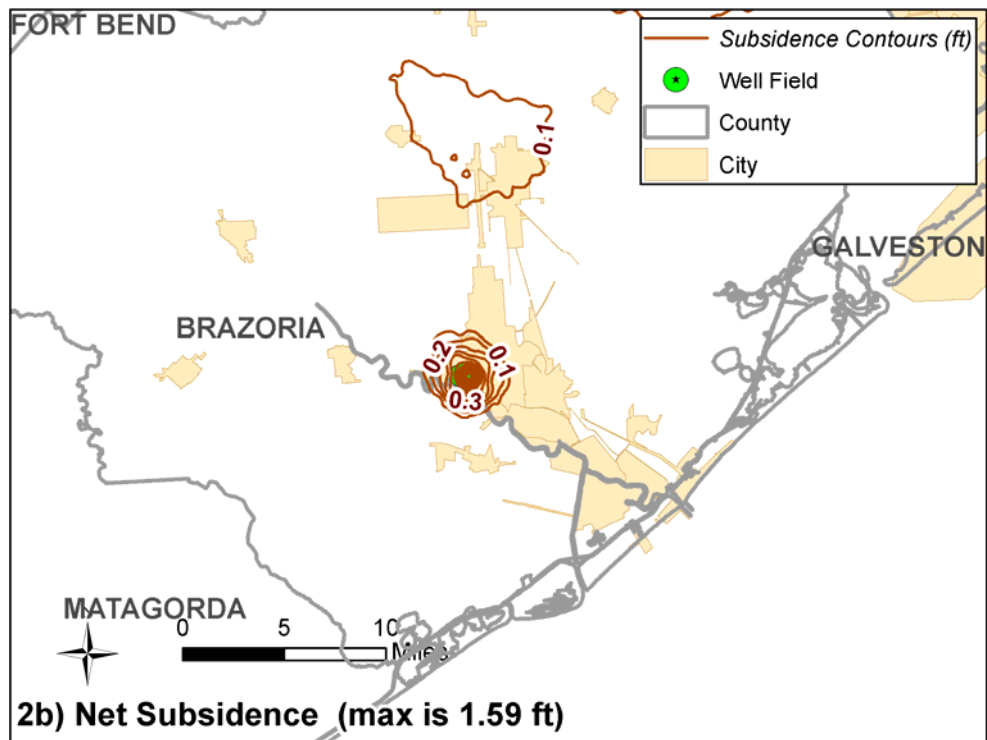 FORT BEND
Subsidence Contours (ft)
Well Field
County
City
0.1
GALVESTON
BRAZORIA
0.2
0.1
0.3
MATAGORDA
0 5 10
Miles
2b) Net Subsidence (max is 1.59 ft)